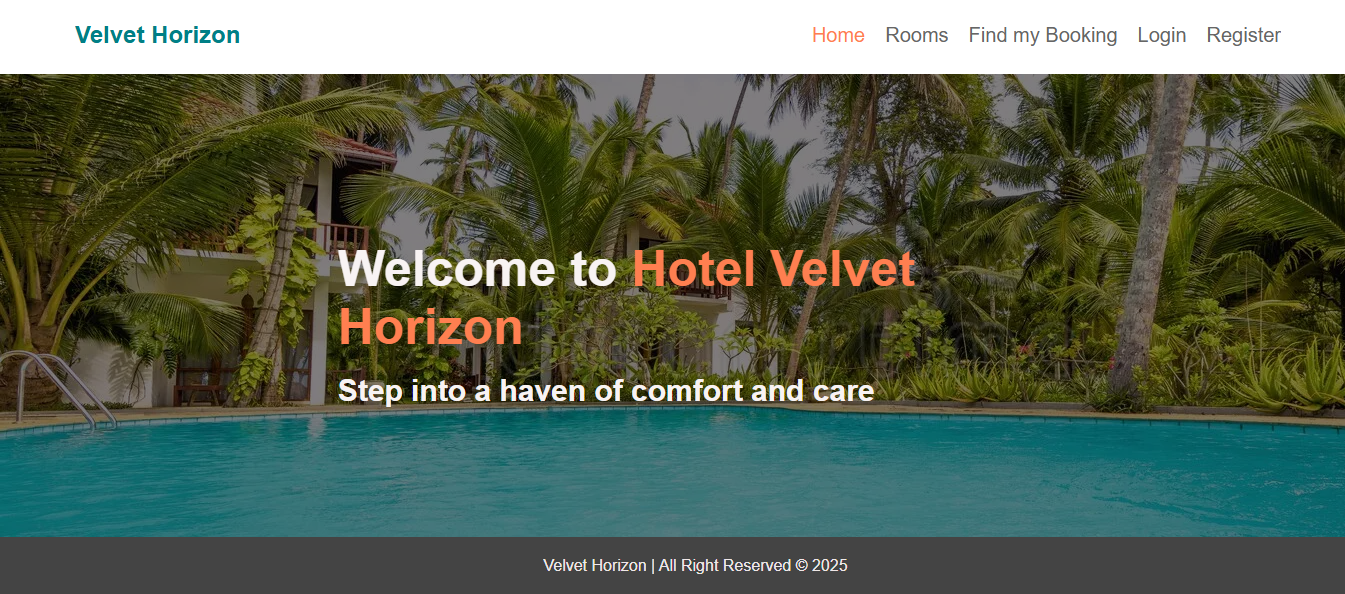 Velvet Horizon
Home Rooms Find my Booking Login Register
Welcome to Hotel Velvet
Horizon
Step into a haven of comfort and care
Velvet Horizon | All Right Reserved © 2025